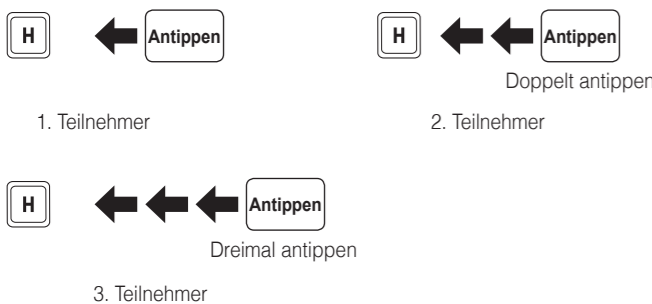 H Antippen
1. Teilnehmer
H Antippen
Doppelt antippen
2. Teilnehmer
H Antippen
Dreimal antippen
3. Teilnehmer